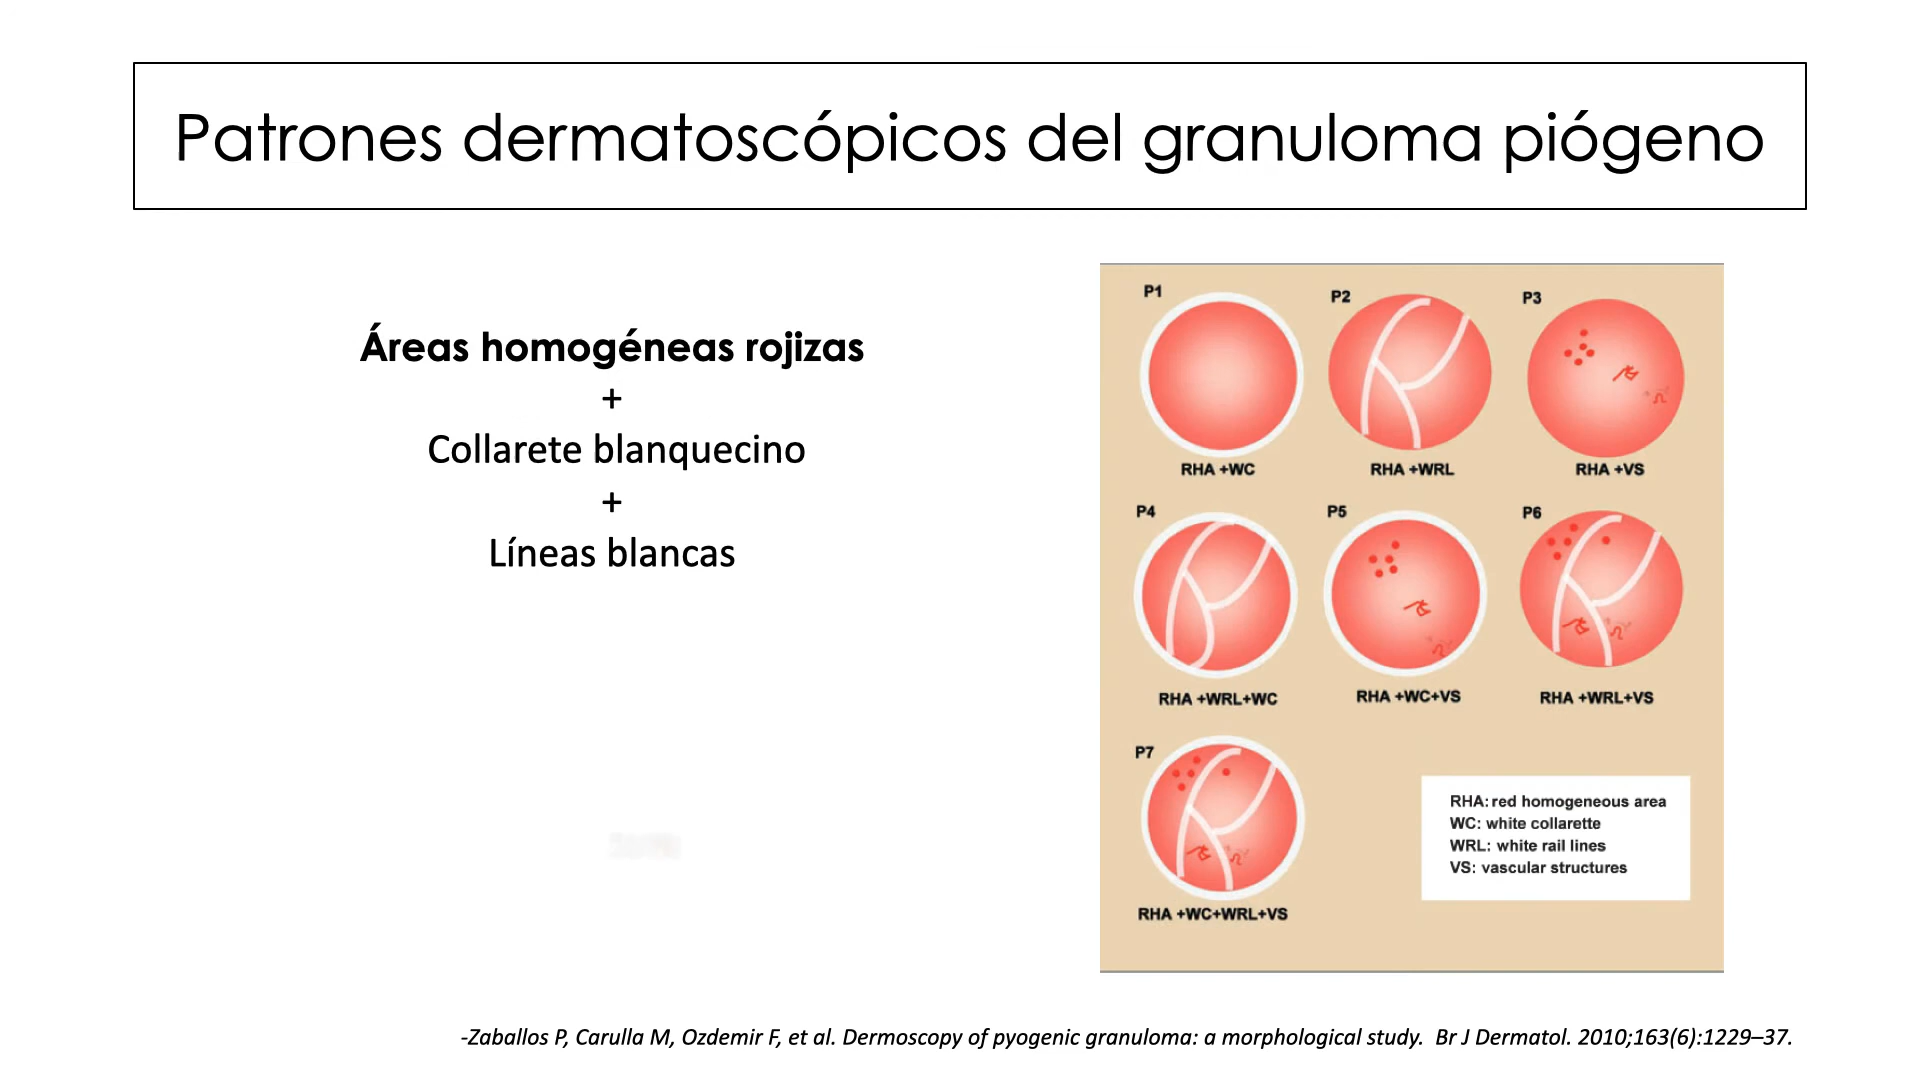 Patrones dermatoscópicos del granuloma piógeno
Áreas homogéneas rojizas
+
Collarete blanquecino
+
Líneas blancas
P1
P2
P3
RHA +WC
RHA +WRL
RHA +VS
P4
P5
P6
RHA +WRL+WC
RHA +WC+VS
RHA +WRL+VS
P7
RHA +WC+WRL+VS
RHA: red homogeneous area
WC: white collarette
WRL: white rail lines
VS: vascular structures
-Zaballos P, Carulla M, Ozdemir F, et al. Dermoscopy of pyogenic granuloma: a morphological study. Br J Dermatol. 2010;163(6):1229–37.